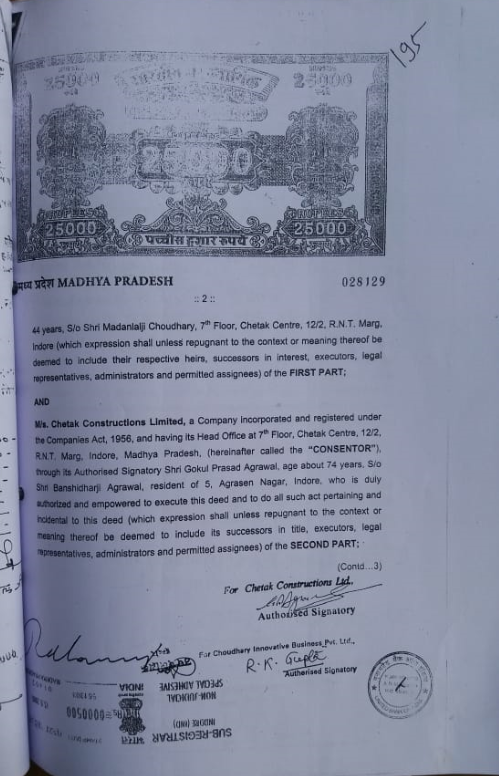 195
25000
25000
25000
25000
पच्चीस हजार रुपये
25000
मध्य प्रदेश MADHYA PRADESH
028129
:: 2 ::
44 years, S/o Shri Madanlalji Choudhary, 7th Floor, Chetak Centre, 12/2, R.N.T. Marg,
Indore (which expression shall unless repugnant to the context or meaning thereof be
deemed to include their respective heirs, successors in interest, executors, legal
representatives, administrators and permitted assignees) of the FIRST PART;
AND
M/s. Chetak Constructions Limited, a Company incorporated and registered under
the Companies Act, 1956, and having its Head Office at 7th Floor, Chetak Centre, 12/2,
R.N.T. Marg, Indore, Madhya Pradesh, (hereinafter called the "CONSENTOR"),
through its Authorised Signatory Shri Gokul Prasad Agrawal, age about 74 years, S/o
Shri Banshidharji Agrawal, resident of 5, Agrasen Nagar, Indore, who is duly
authorized and empowered to execute this deed and to do all such act pertaining and
incidental to this deed (which expression shall unless repugnant to the context or
meaning thereof be deemed to include its successors in title, executors, legal
representatives, administrators and permitted assignees) of the SECOND PART;
(Contd...3)
For Chetak Constructions Ltd.,
Authorised Signatory
For Choudhary Innovative Business Pvt. Ltd.,
R. K. Gupta
Authorised Signatory
INDIA
SPECIAL ADHESIVE
NON-JUDICIAL
0000500
भारत
INDORE (IND)
SUB-REGISTRAR